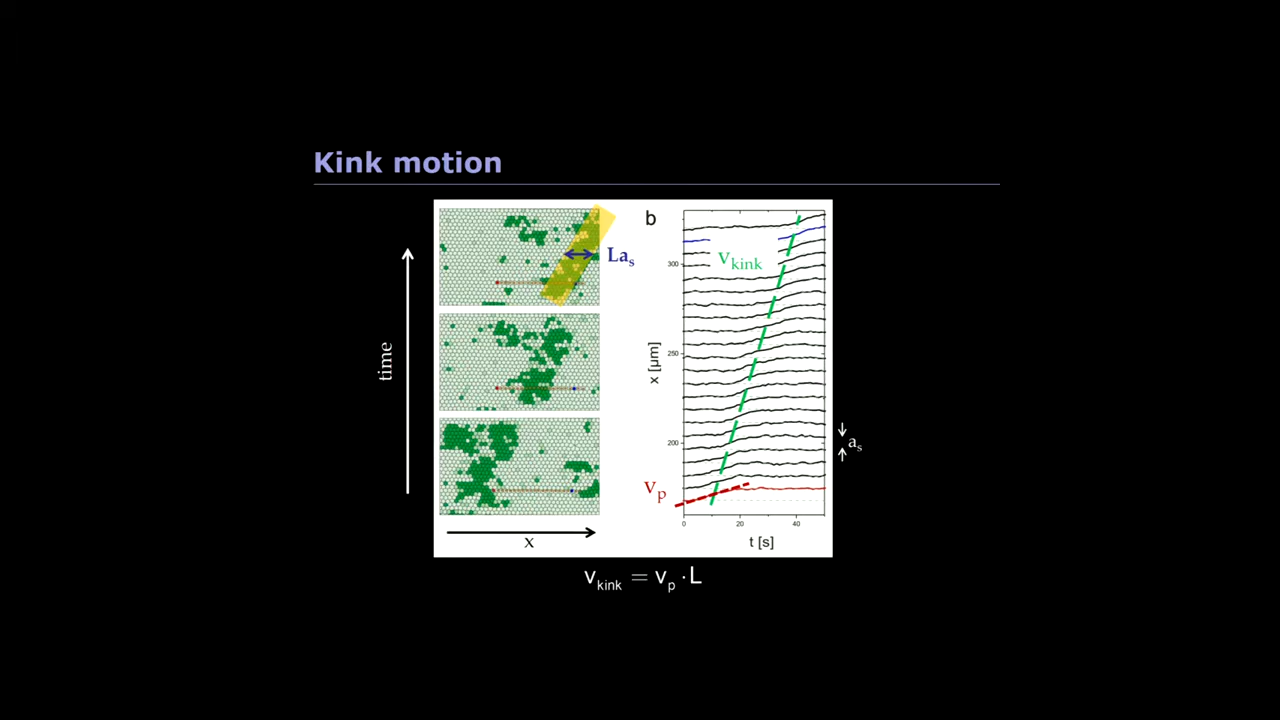 Kink motion
b
La_s
v_kink
300
time
x [μm]
250
200
a_s
v_p
0 20 40
x
t [s]
v_kink = v_p · L